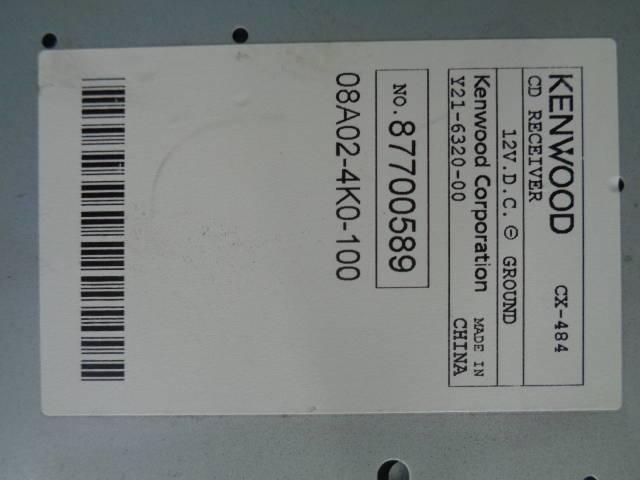 KENWOOD CX-484
CD RECEIVER
12V.D.C. ⊖ GROUND
Kenwood Corporation MADE IN
Y21-6320-00 CHINA
NO. 87700589
08A02-4K0-100